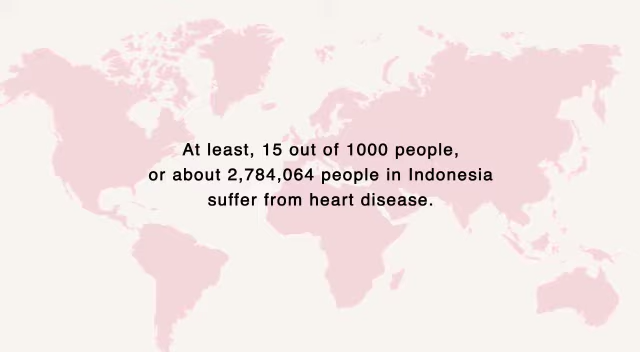 At least, 15 out of 1000 people,
or about 2,784,064 people in Indonesia
suffer from heart disease.